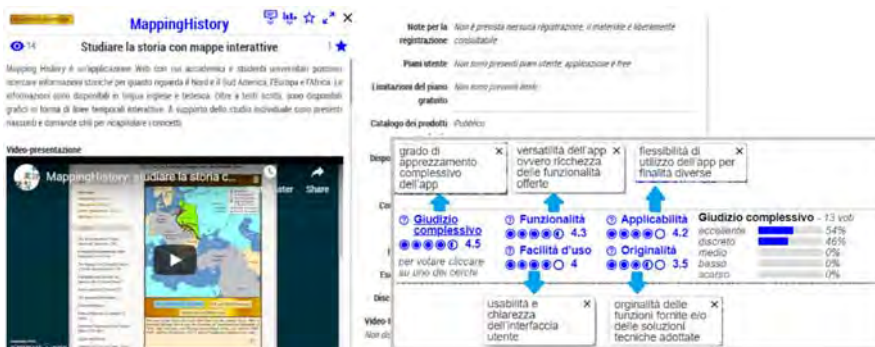 MappingHistory
14
Studiare la storia con mappe interattive
1
Mapping History è un'applicazione Web con cui accademici e studenti universitari possono
ricercare informazioni storiche per quanto riguarda il Nord e il Sud America, l'Europa e l'Africa. Le
informazioni sono disponibili in lingua inglese e tedesca. Oltre a testi scritti, sono disponibili
grafici in forma di linee temporali interattive. A supporto dello studio individuale sono presenti
riassunti e domande utili per ricapitolare i concetti.
Video-presentazione
MappingHistory: studiare la storia c...
Share
Note per la registrazione
Non è prevista nessuna registrazione, il materiale è liberamente
consultabile
Piani utente
Non sono presenti piani utente, applicazione è free
Limitazioni del piano gratuito
Non sono presenti limiti
Catalogo dei prodotti
Pubblico
grado di
apprezzamento
complessivo
dell'app
versatilità dell'app
ovvero ricchezza
delle funzionalità
offerte
flessibilità di
utilizzo dell'app per
finalità diverse
Giudizio
complessivo
4.5
per votare cliccare
su uno dei cerchi
Funzionalità
4.3
Facilità d'uso
4
Applicabilità
4.2
Originalità
3.5
Giudizio complessivo - 13 voti
eccellente 54%
discreto 46%
medio 0%
basso 0%
scarso 0%
usabilità e
chiarezza
dell'interfaccia
utente
orginalità delle
funzioni fornite e/o
delle soluzioni
tecniche adottate